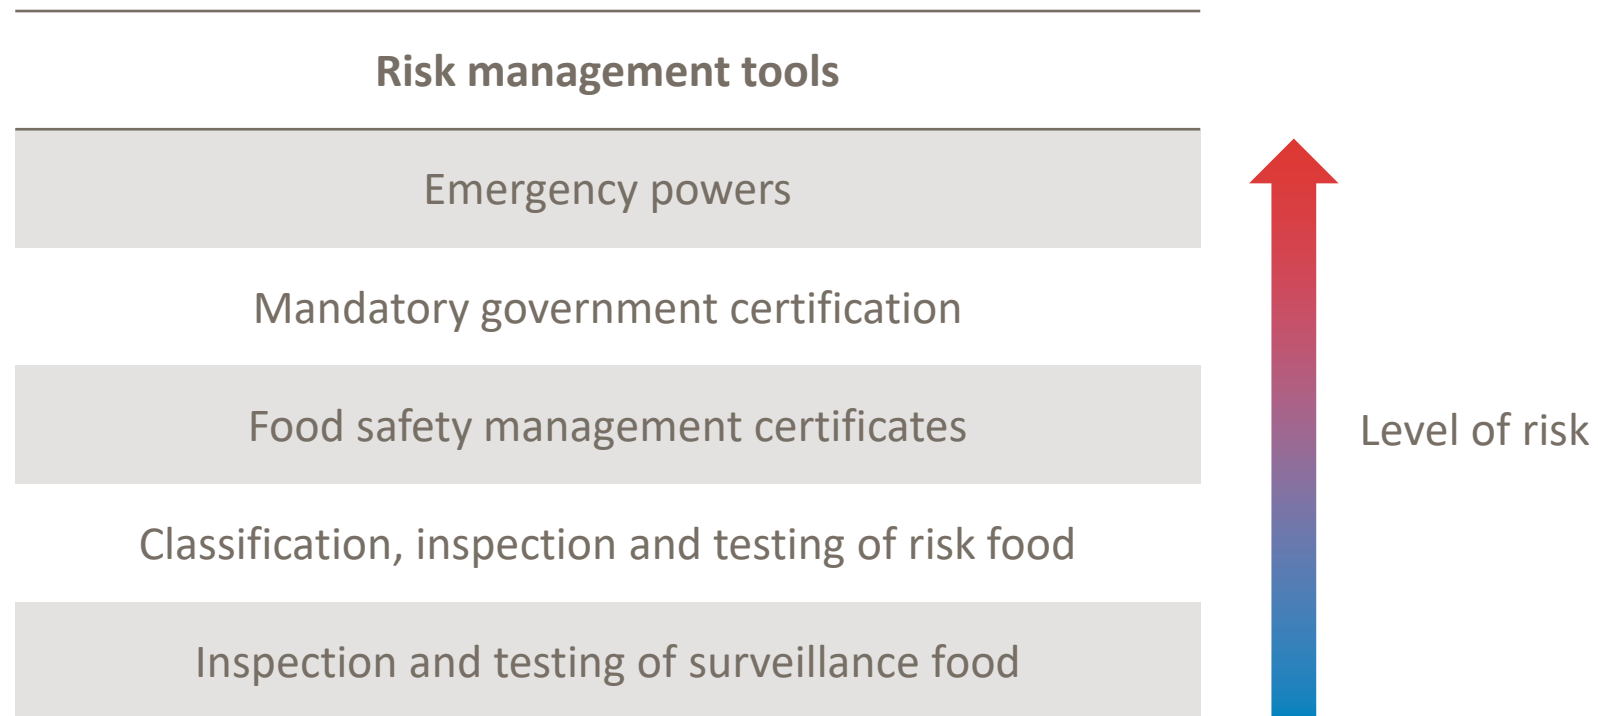 Risk management tools
Emergency powers
Mandatory government certification
Food safety management certificates
Level of risk
Classification, inspection and testing of risk food
Inspection and testing of surveillance food